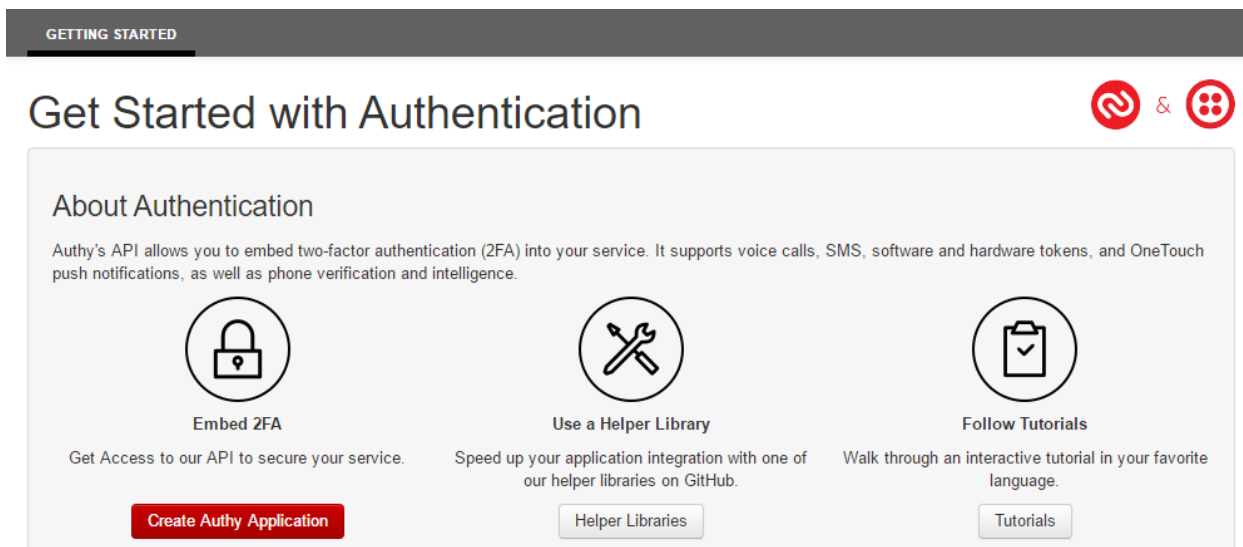 GETTING STARTED
Get Started with Authentication
&
About Authentication
Authy's API allows you to embed two-factor authentication (2FA) into your service. It supports voice calls, SMS, software and hardware tokens, and OneTouch
push notifications, as well as phone verification and intelligence.
Embed 2FA
Get Access to our API to secure your service.
Create Authy Application
Use a Helper Library
Speed up your application integration with one of
our helper libraries on GitHub.
Helper Libraries
Follow Tutorials
Walk through an interactive tutorial in your favorite
language.
Tutorials